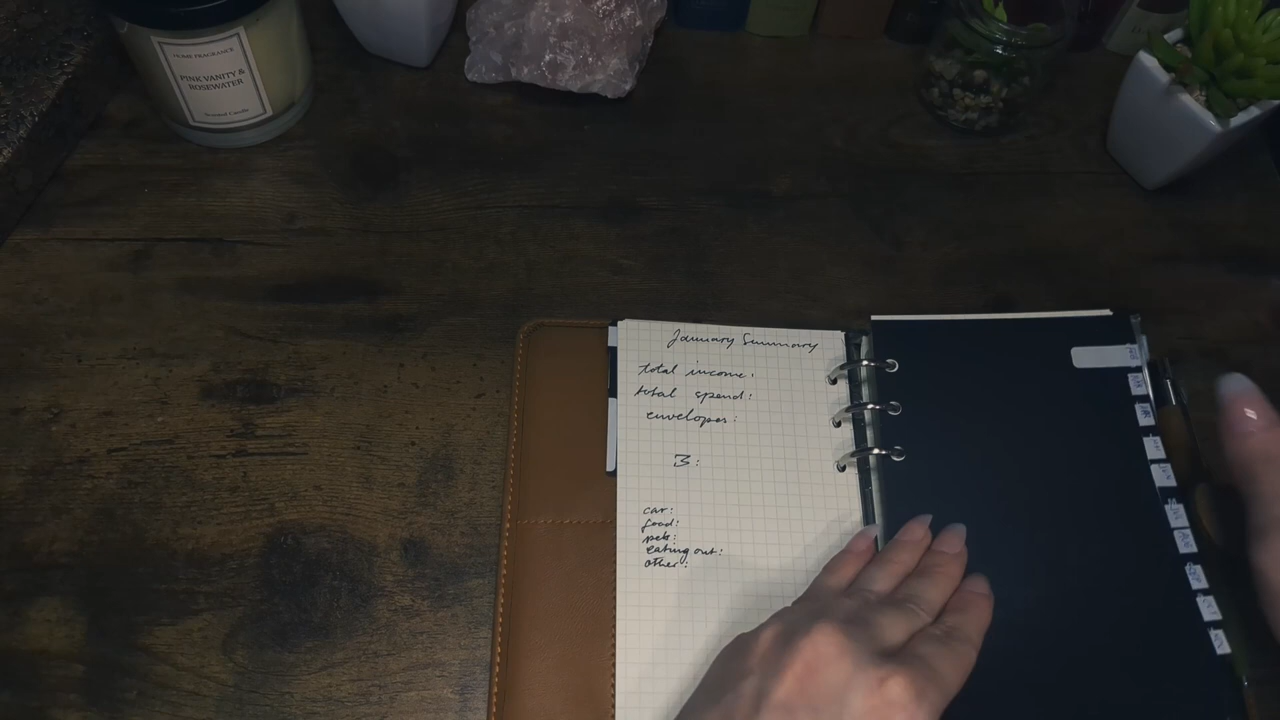 HOME FRAGRANCE
PINK VANITY &
ROSEWATER
Scented Candle
January Summary
total income:
total spend:
envelopes:
3:
car:
food:
pets:
eating out:
other: